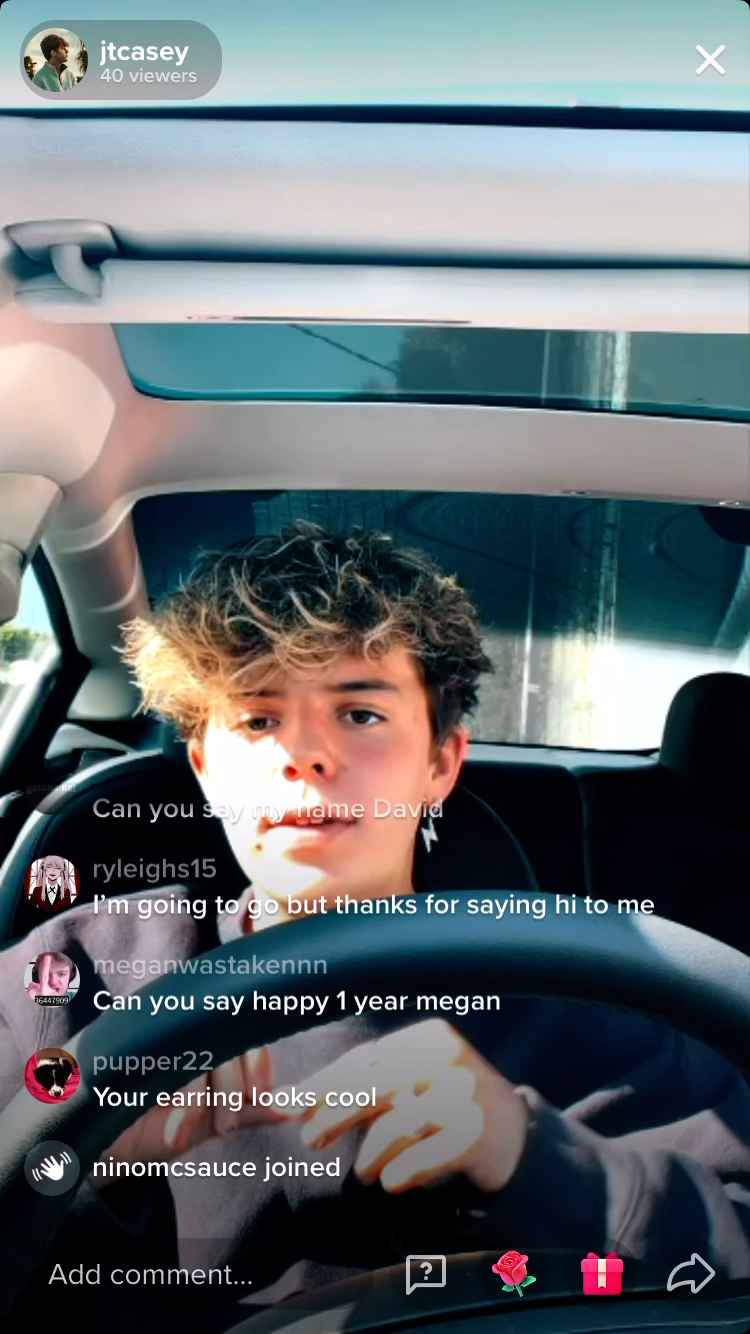 jtcasey
40 viewers
Can you say my name David
ryleighs15
I'm going to go but thanks for saying hi to me
meganwastakennn
36447909
Can you say happy 1 year megan
pupper22
Your earring looks cool
ninomcsauce joined
Add comment...